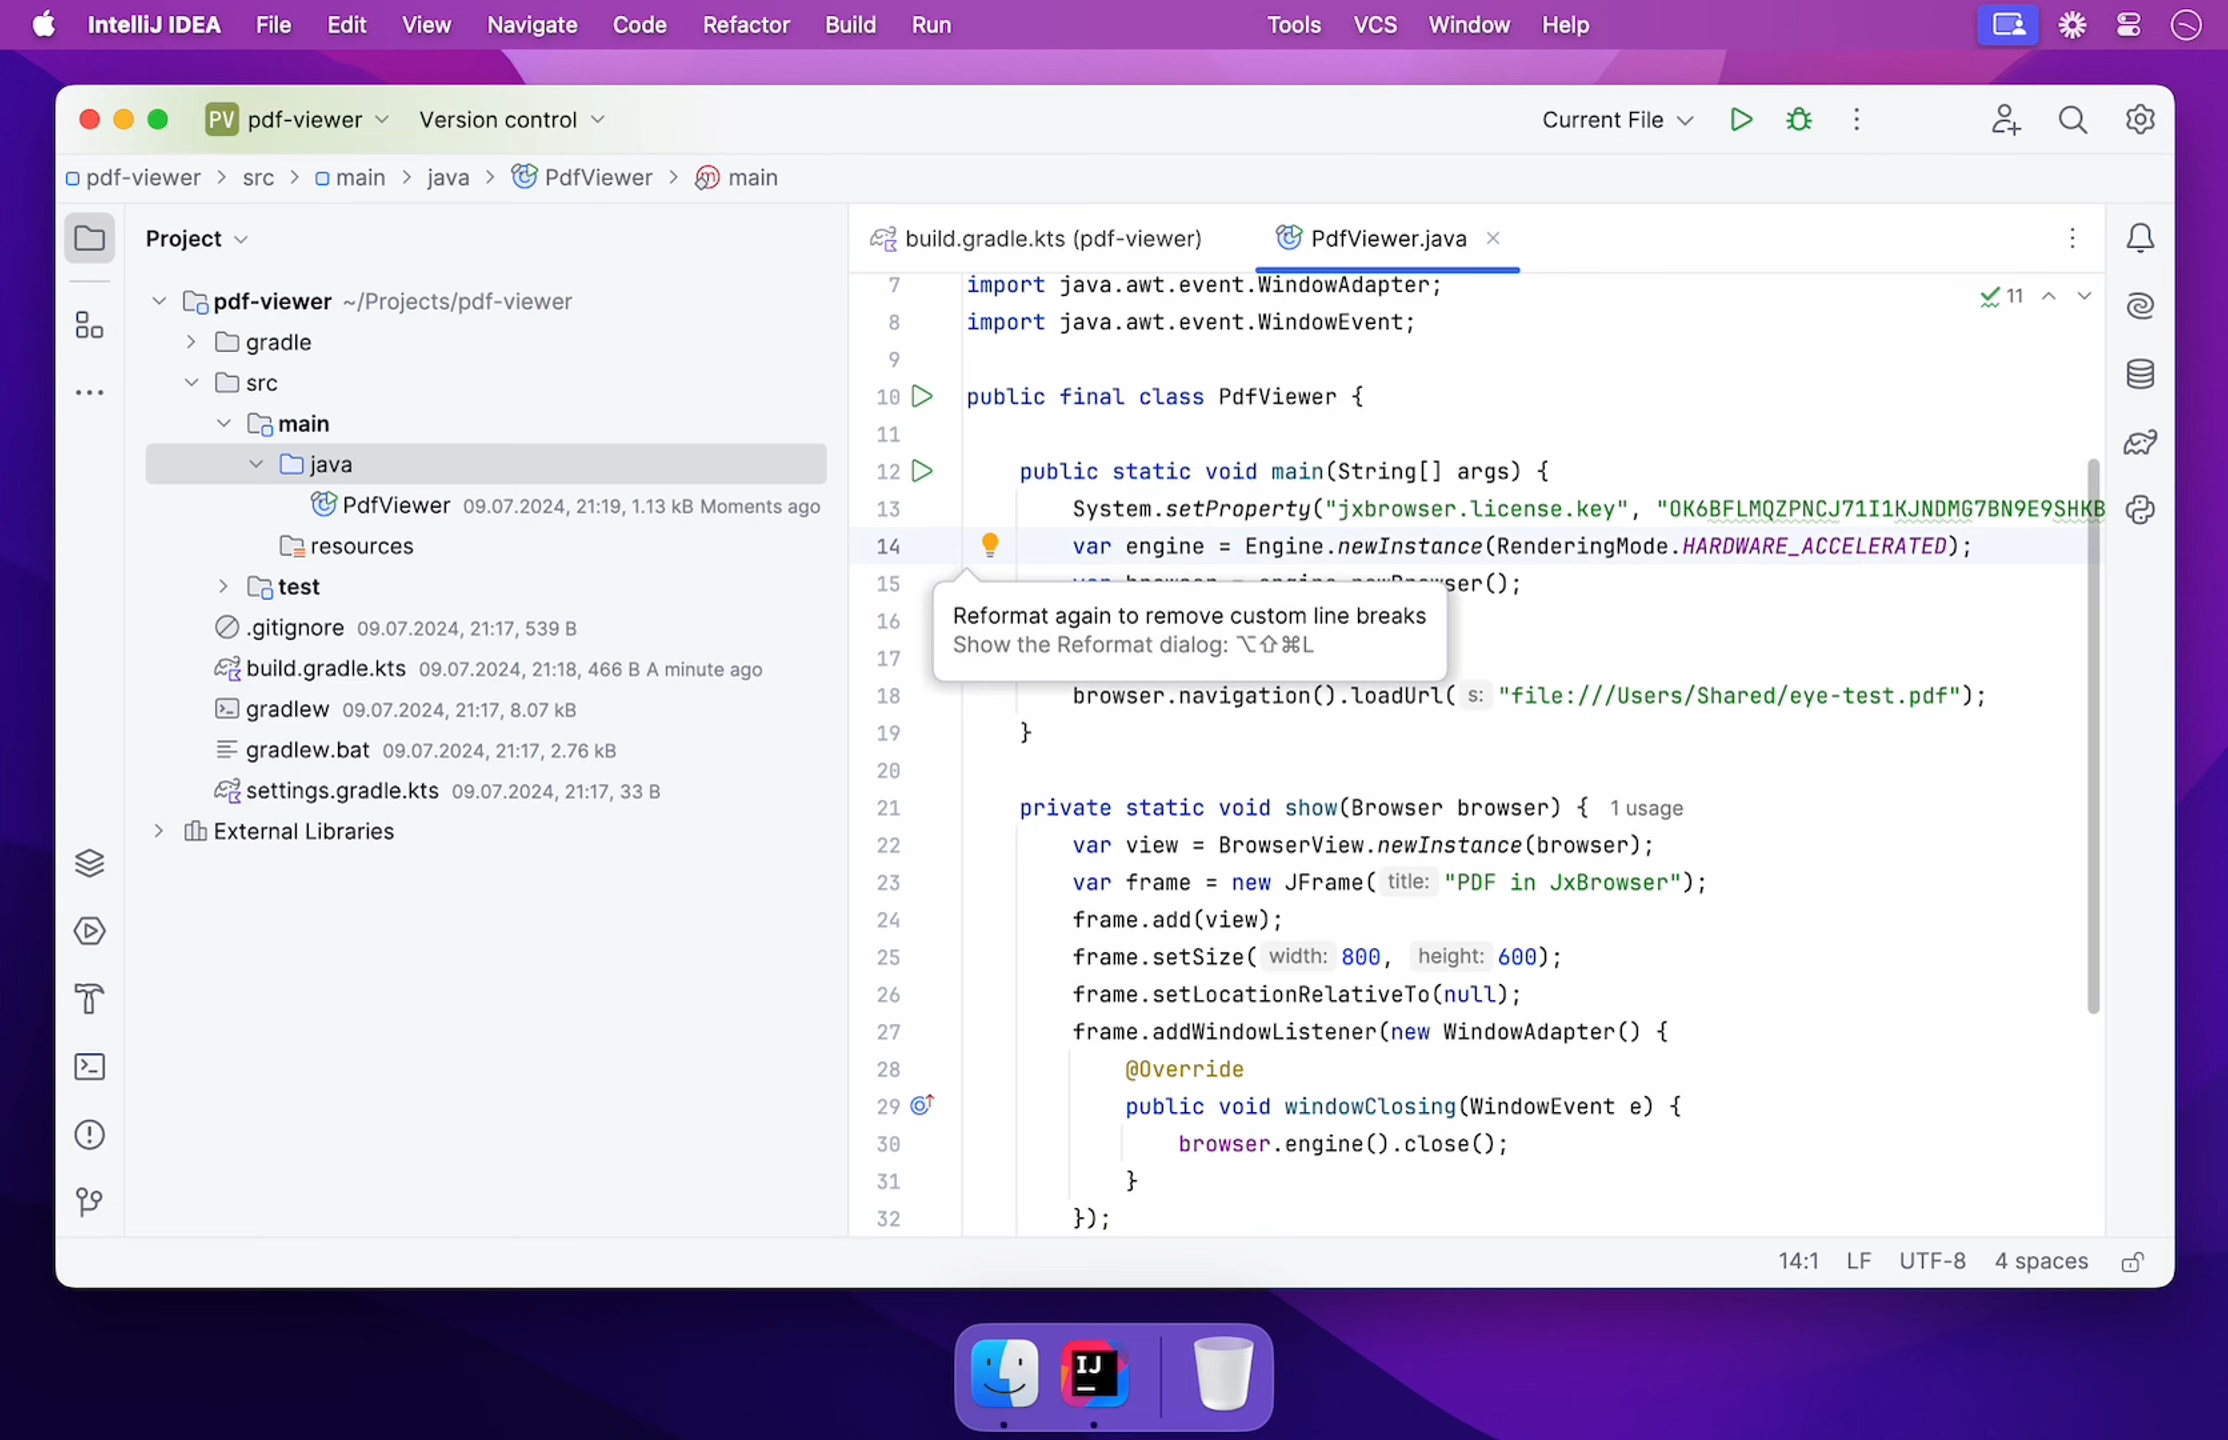 IntelliJ IDEA File Edit View Navigate Code Refactor Build Run Tools VCS Window Help
PV pdf-viewer Version control Current File
pdf-viewer > src > main > java > PdfViewer > main
Project
pdf-viewer ~/Projects/pdf-viewer
gradle
src
main
java
PdfViewer 09.07.2024, 21:19, 1.13 kB Moments ago
resources
test
.gitignore 09.07.2024, 21:17, 539 B
build.gradle.kts 09.07.2024, 21:18, 466 B A minute ago
gradlew 09.07.2024, 21:17, 8.07 kB
gradlew.bat 09.07.2024, 21:17, 2.76 kB
settings.gradle.kts 09.07.2024, 21:17, 33 B
External Libraries
build.gradle.kts (pdf-viewer) PdfViewer.java
11
7 import java.awt.event.WindowAdapter;
8 import java.awt.event.WindowEvent;
9
10 public final class PdfViewer {
11
12 public static void main(String[] args) {
13 System.setProperty("jxbrowser.license.key", "OK6BFLMQZPNCJ71I1KJNDMG7BN9E9SHKB
14 var engine = Engine.newInstance(RenderingMode.HARDWARE_ACCELERATED);
15 var browser = engine.newBrowser();
16
17
Reformat again to remove custom line breaks
Show the Reformat dialog: ⌥⇧⌘L
18 browser.navigation().loadUrl( s: "file:///Users/Shared/eye-test.pdf");
19 }
20
21 private static void show(Browser browser) { 1 usage
22 var view = BrowserView.newInstance(browser);
23 var frame = new JFrame( title: "PDF in JxBrowser");
24 frame.add(view);
25 frame.setSize( width: 800, height: 600);
26 frame.setLocationRelativeTo(null);
27 frame.addWindowListener(new WindowAdapter() {
28 @Override
29 public void windowClosing(WindowEvent e) {
30 browser.engine().close();
31 }
32 });
14:1 LF UTF-8 4 spaces
IJ